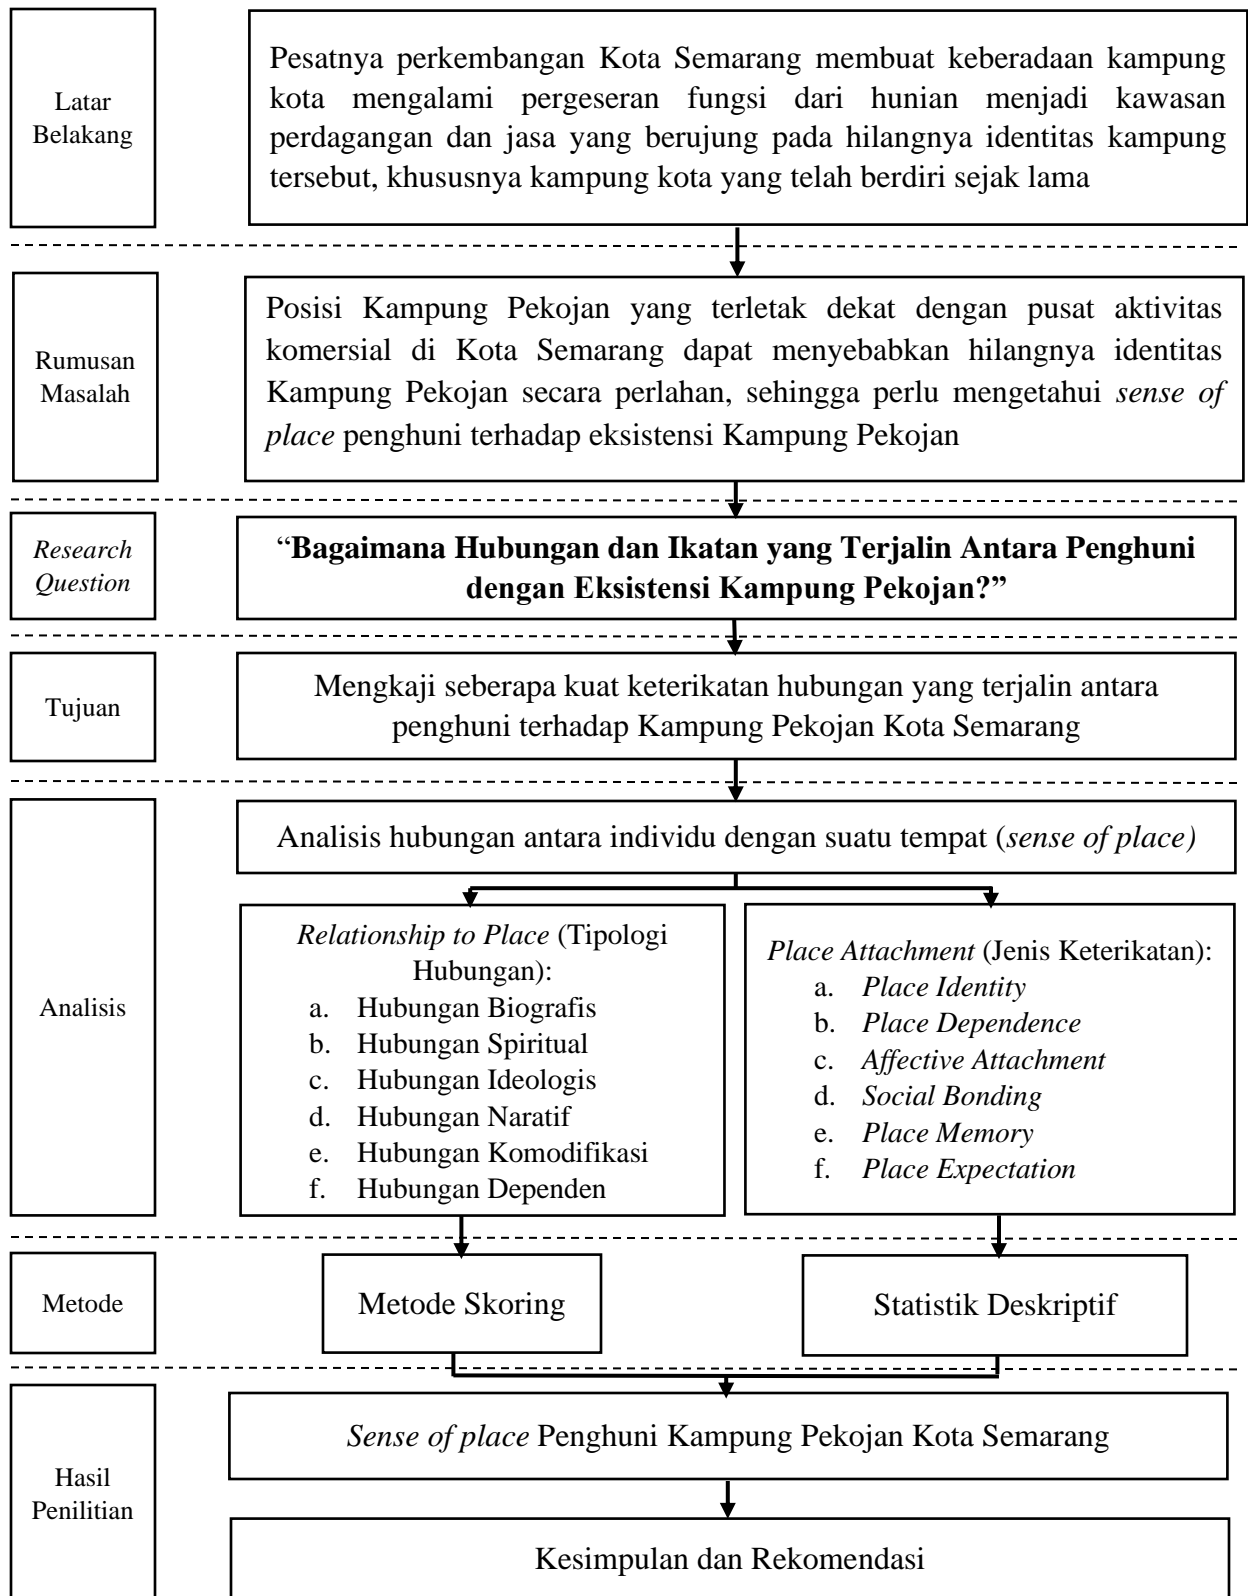 Latar
Belakang
Pesatnya perkembangan Kota Semarang membuat keberadaan kampung
kota mengalami pergeseran fungsi dari hunian menjadi kawasan
perdagangan dan jasa yang berujung pada hilangnya identitas kampung
tersebut, khususnya kampung kota yang telah berdiri sejak lama
Rumusan
Masalah
Posisi Kampung Pekojan yang terletak dekat dengan pusat aktivitas
komersial di Kota Semarang dapat menyebabkan hilangnya identitas
Kampung Pekojan secara perlahan, sehingga perlu mengetahui sense of
place penghuni terhadap eksistensi Kampung Pekojan
Research
Question
“Bagaimana Hubungan dan Ikatan yang Terjalin Antara Penghuni
dengan Eksistensi Kampung Pekojan?”
Tujuan
Mengkaji seberapa kuat keterikatan hubungan yang terjalin antara
penghuni terhadap Kampung Pekojan Kota Semarang
Analisis
Analisis hubungan antara individu dengan suatu tempat (sense of place)
Relationship to Place (Tipologi
Hubungan):
a. Hubungan Biografis
b. Hubungan Spiritual
c. Hubungan Ideologis
d. Hubungan Naratif
e. Hubungan Komodifikasi
f. Hubungan Dependen
Place Attachment (Jenis Keterikatan):
a. Place Identity
b. Place Dependence
c. Affective Attachment
d. Social Bonding
e. Place Memory
f. Place Expectation
Metode
Metode Skoring
Statistik Deskriptif
Hasil
Penilitian
Sense of place Penghuni Kampung Pekojan Kota Semarang
Kesimpulan dan Rekomendasi